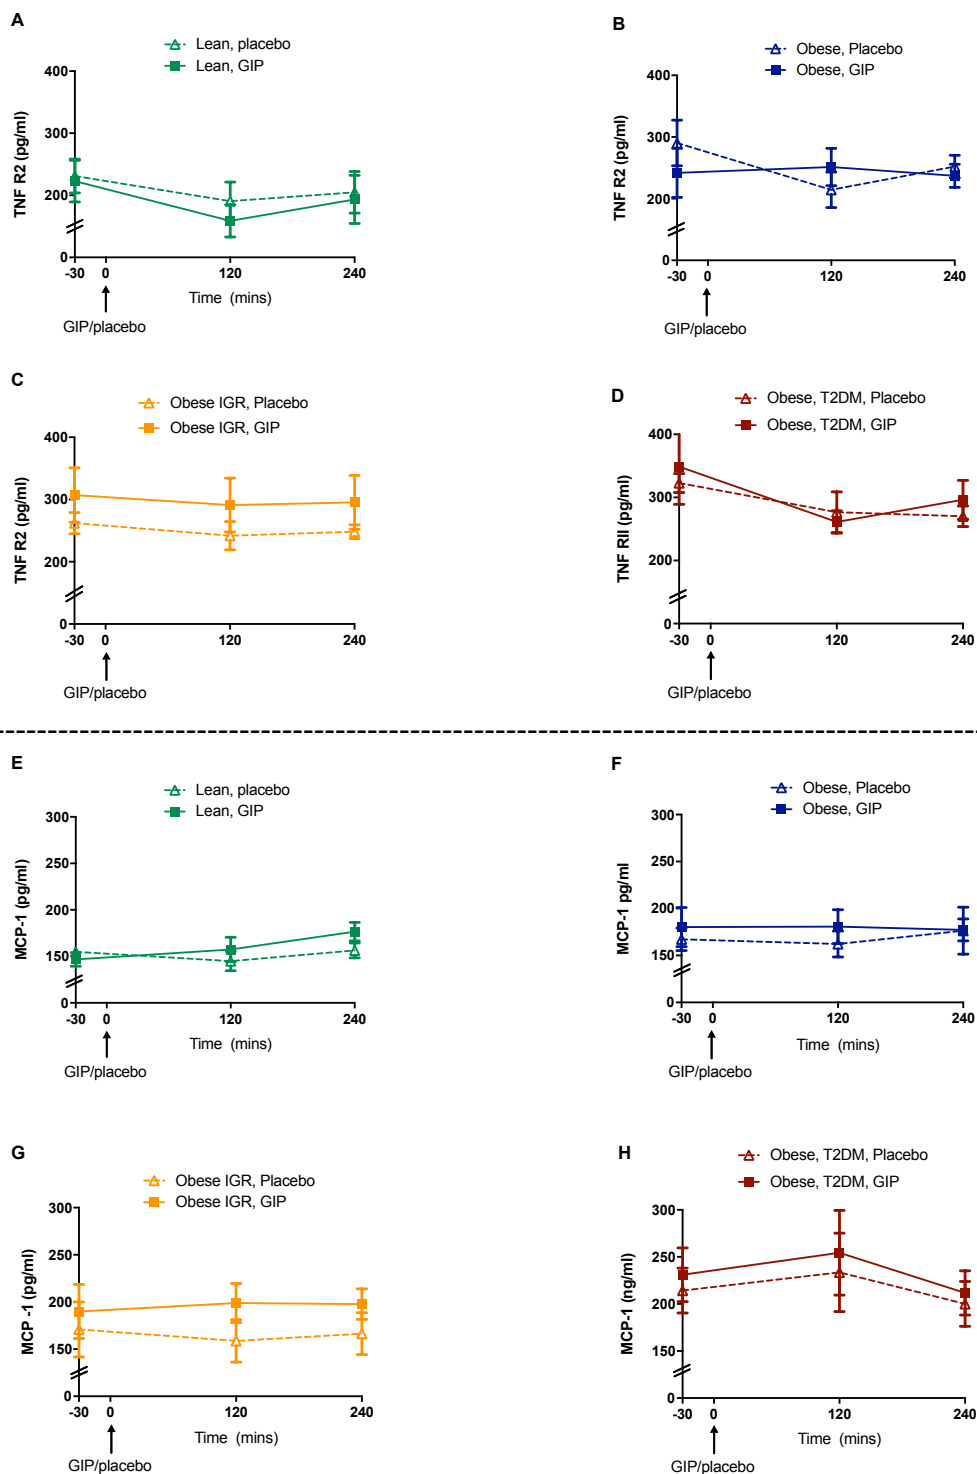 A
Lean, placebo
Lean, GIP
TNF R2 (pg/ml)
400
300
200
0
-30 0 120 240
Time (mins)
GIP/placebo
B
Obese, Placebo
Obese, GIP
TNF R2 (pg/ml)
400
300
200
0
-30 0 120 240
GIP/placebo
C
Obese IGR, Placebo
Obese IGR, GIP
TNF R2 (pg/ml)
400
300
200
0
-30 0 120 240
GIP/placebo
D
Obese, T2DM, Placebo
Obese, T2DM, GIP
TNF RII (pg/ml)
400
300
200
0
-30 0 120 240
GIP/placebo
E
Lean, placebo
Lean, GIP
MCP-1 (pg/ml)
300
250
200
150
0
-30 0 120 240
Time (mins)
GIP/placebo
F
Obese, Placebo
Obese, GIP
MCP-1 pg/ml
300
250
200
150
0
-30 0 120 240
Time (mins)
GIP/placebo
G
Obese IGR, Placebo
Obese IGR, GIP
MCP -1 (pg/ml)
300
250
200
150
0
-30 0 120 240
Time (mins)
GIP/placebo
H
Obese, T2DM, Placebo
Obese, T2DM, GIP
MCP-1 (ng/ml)
300
250
200
150
0
-30 0 120 240
Time (mins)
GIP/placebo